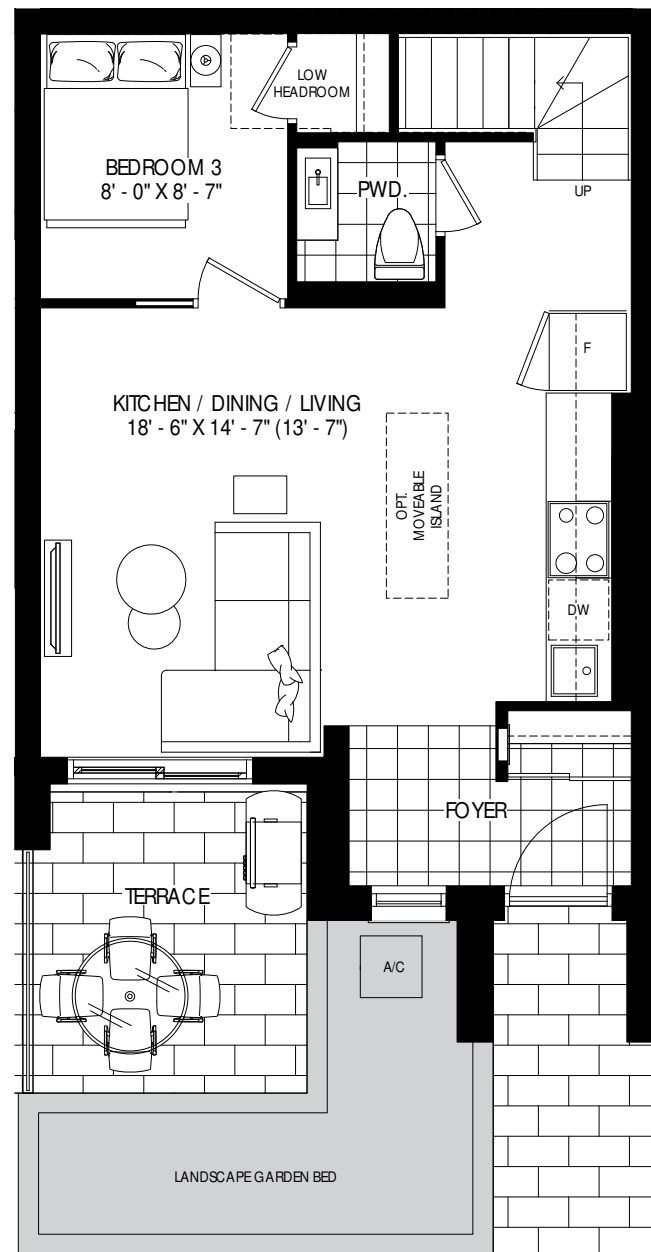 LOW
HEADROOM
BEDROOM 3
8' - 0" X 8' - 7"
PWD.
UP
F
KITCHEN / DINING / LIVING
18' - 6" X 14' - 7" (13' - 7")
OPT.
MOVEABLE
ISLAND
DW
FOYER
TERRACE
A/C
LANDSCAPE GARDEN BED